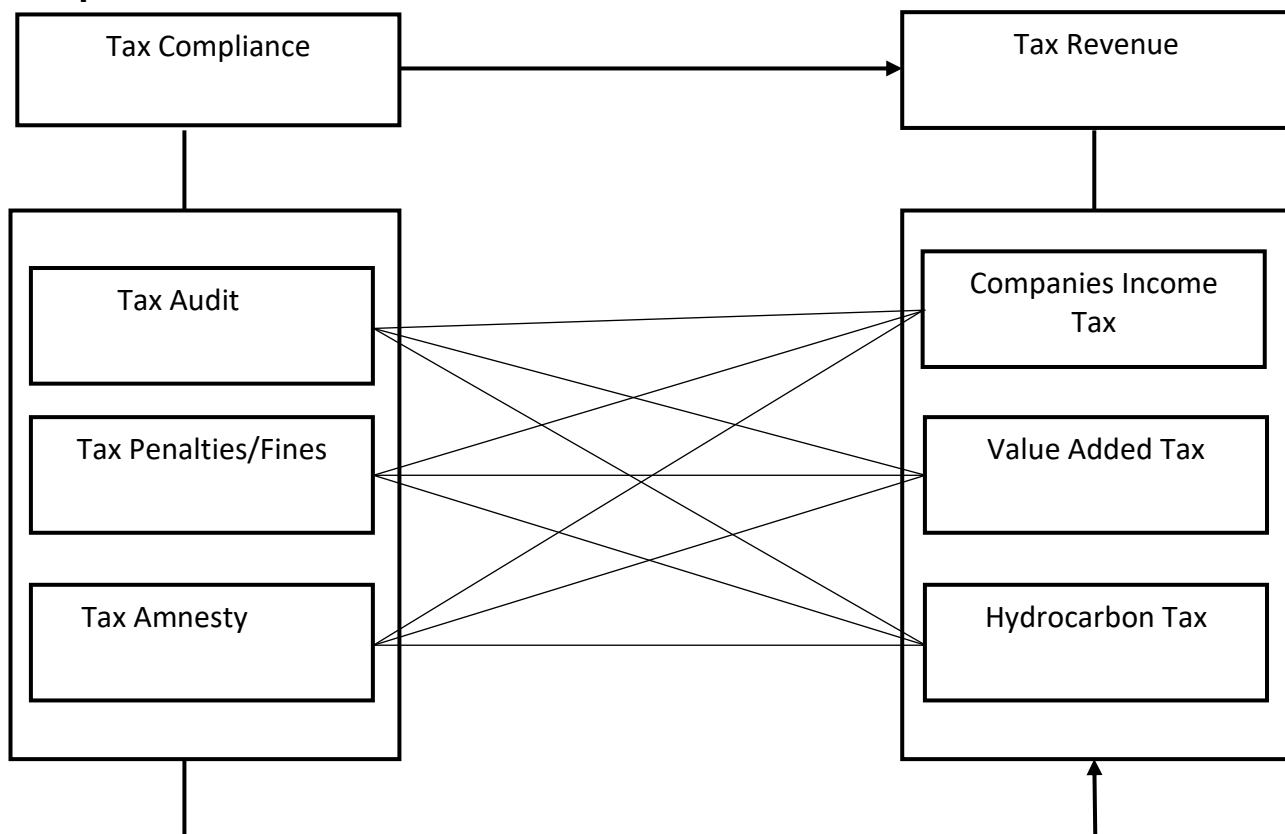 Tax Compliance
Tax Revenue
Tax Audit
Companies Income
Tax
Tax Penalties/Fines
Value Added Tax
Tax Amnesty
Hydrocarbon Tax